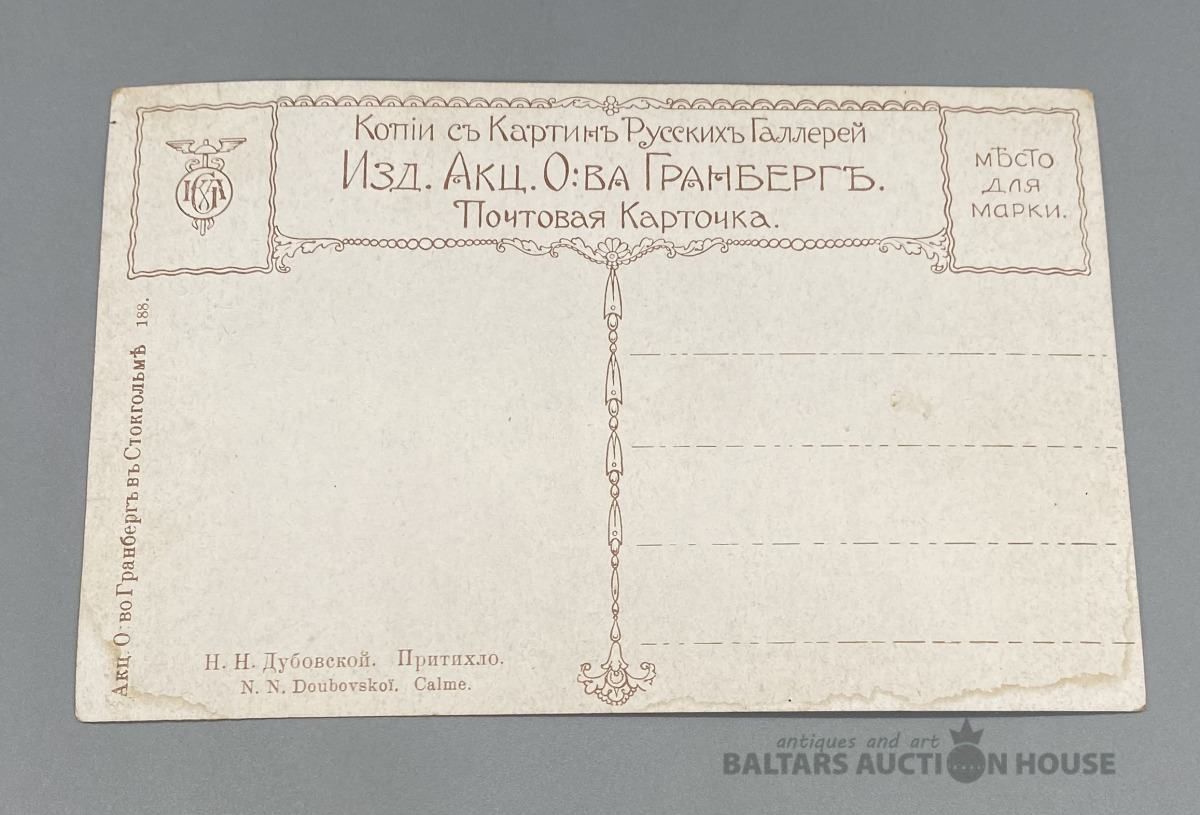 Копіи съ Картинъ Русскихъ Галлерей
Изд. Акц. О:ва Гранбергъ.
Почтовая Карточка.
мѣсто
для
марки.
Акц. О:во Гранбергъ въ Стокгольмѣ 188.
Н. Н. Дубовской. Притихло.
N. N. Doubovskoï. Calme.
antiques and art
BALTARS AUCTION HOUSE